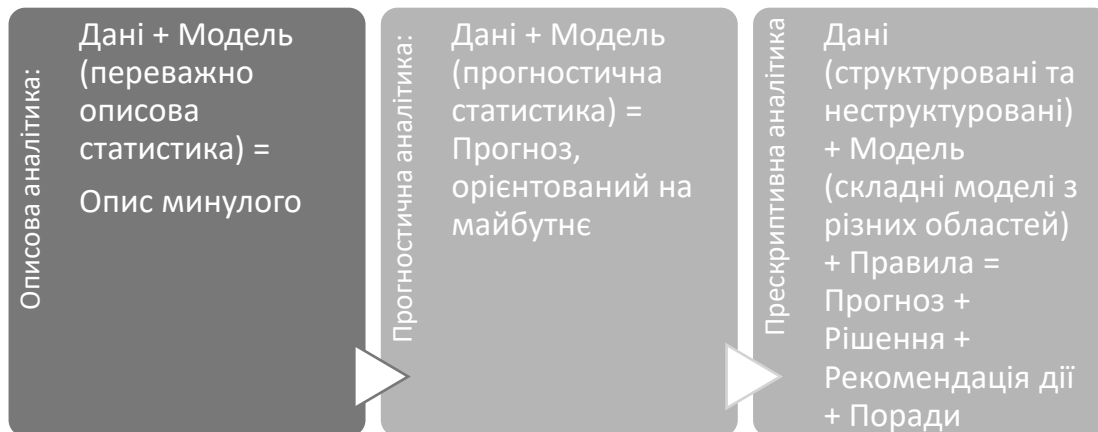 Описова аналітика:
Дані + Модель
(переважно
описова
статистика) =
Опис минулого
Прогностична аналітика:
Дані + Модель
(прогностична
статистика) =
Прогноз,
орієнтований на
майбутнє
Прескриптивна аналітика
Дані
(структуровані та
неструктуровані)
+ Модель
(складні моделі з
різних областей)
+ Правила =
Прогноз +
Рішення +
Рекомендація дії
+ Поради